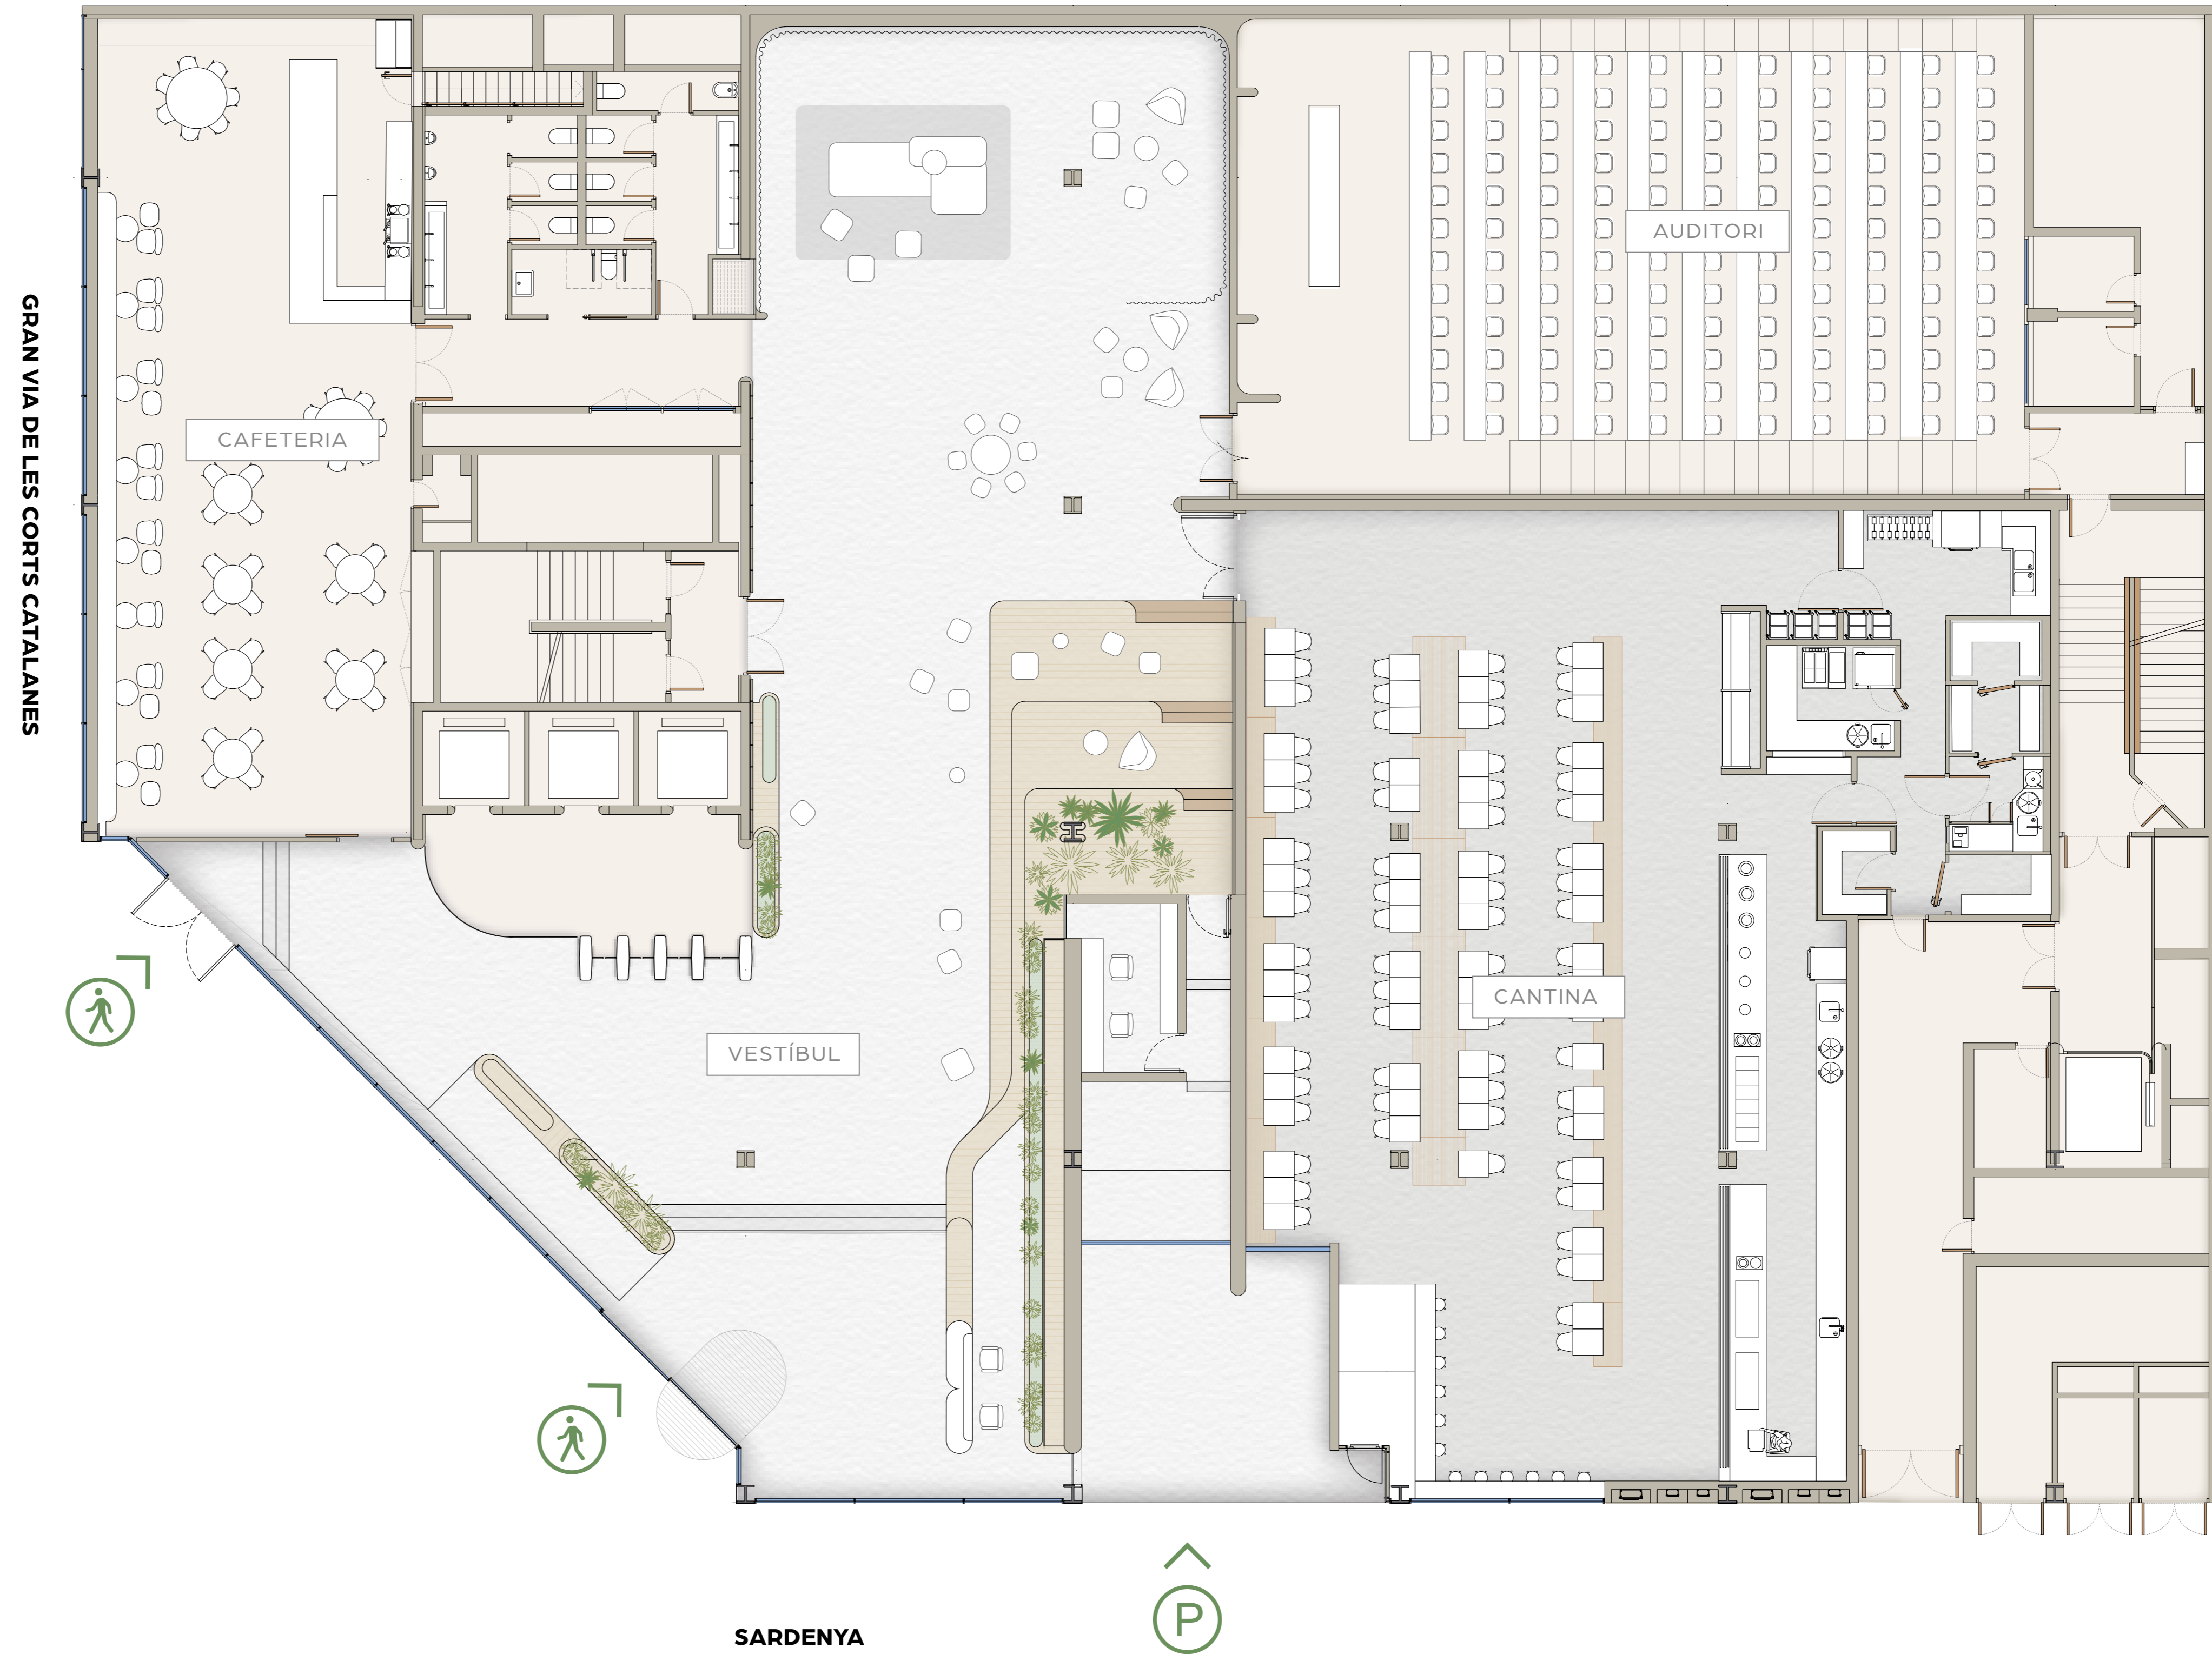 AUDITORI
GRAN VIA DE LES CORTS CATALANES
CAFETERIA
CANTINA
VESTÍBUL
P
SARDENYA